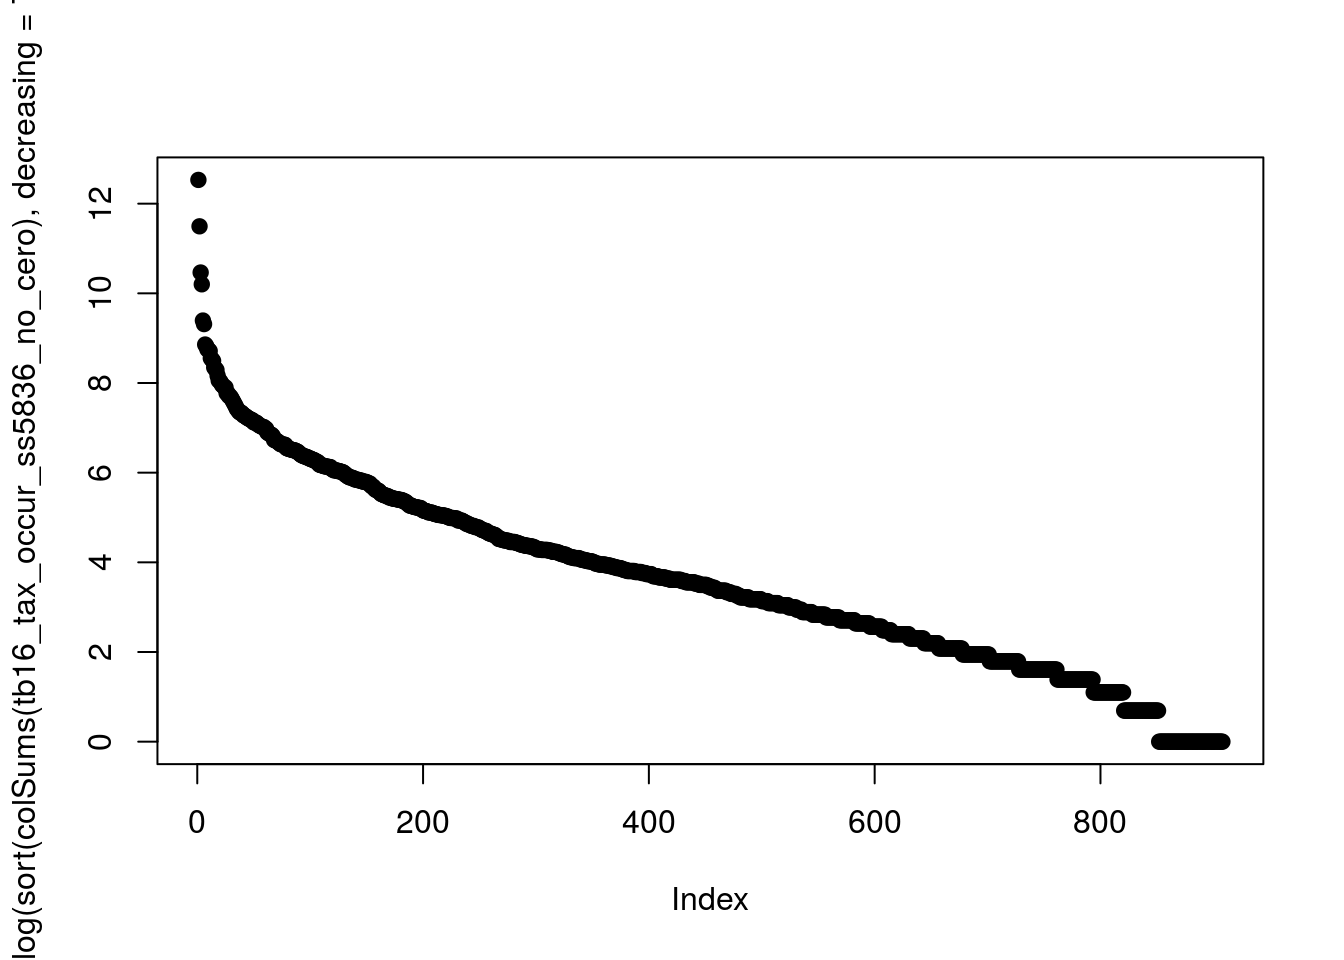 log(sort(colSums(tb16_tax_occur_ss5836_no_cero), decreasing =
12
10
8
6
4
2
0
0 200 400 600 800
Index